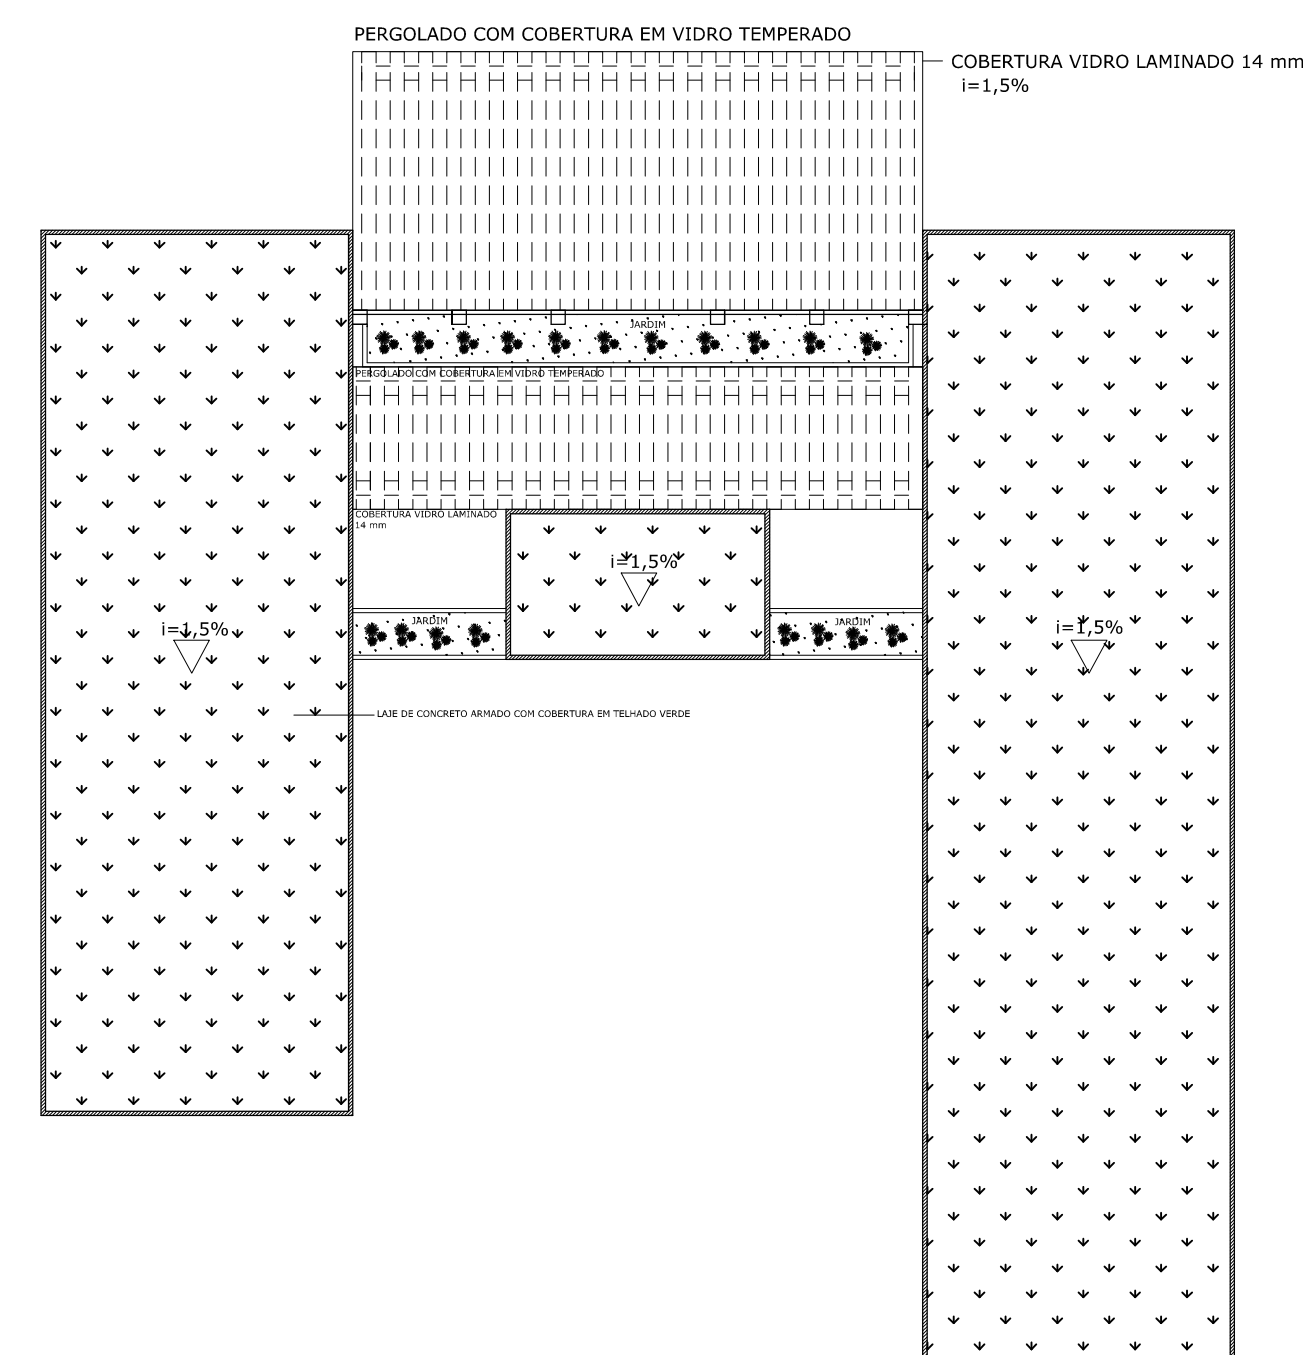 PERGOLADO COM COBERTURA EM VIDRO TEMPERADO
COBERTURA VIDRO LAMINADO 14 mm
i=1,5%
JARDIM
PERGOLADO COM COBERTURA EM VIDRO TEMPERADO
COBERTURA VIDRO LAMINADO
14 mm
i=1,5%
JARDIM
JARDIM
i=1,5%
i=1,5%
LAJE DE CONCRETO ARMADO COM COBERTURA EM TELHADO VERDE